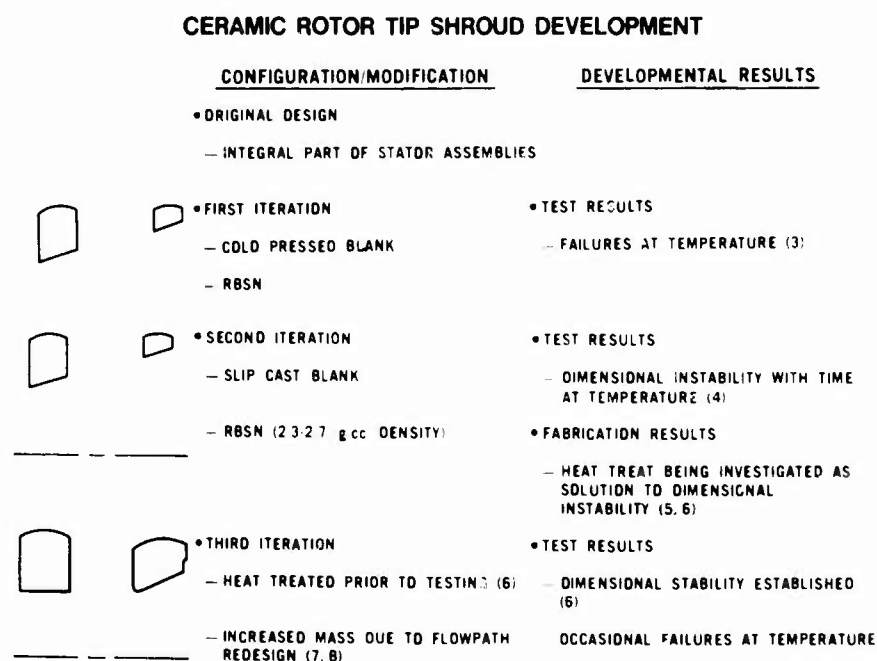 CERAMIC ROTOR TIP SHROUD DEVELOPMENT
CONFIGURATION/MODIFICATION
DEVELOPMENTAL RESULTS
• ORIGINAL DESIGN
— INTEGRAL PART OF STATOR ASSEMBLIES
• FIRST ITERATION
— COLD PRESSED BLANK
— RBSN
• TEST RESULTS
— FAILURES AT TEMPERATURE (3)
• SECOND ITERATION
— SLIP CAST BLANK
— RBSN (2.3-2.7 g cc DENSITY)
• TEST RESULTS
— DIMENSIONAL INSTABILITY WITH TIME
AT TEMPERATURE (4)
• FABRICATION RESULTS
— HEAT TREAT BEING INVESTIGATED AS
SOLUTION TO DIMENSIONAL
INSTABILITY (5, 6)
• THIRD ITERATION
— HEAT TREATED PRIOR TO TESTING (6)
— INCREASED MASS DUE TO FLOWPATH
REDESIGN (7, 8)
• TEST RESULTS
— DIMENSIONAL STABILITY ESTABLISHED
(6)
OCCASIONAL FAILURES AT TEMPERATURE